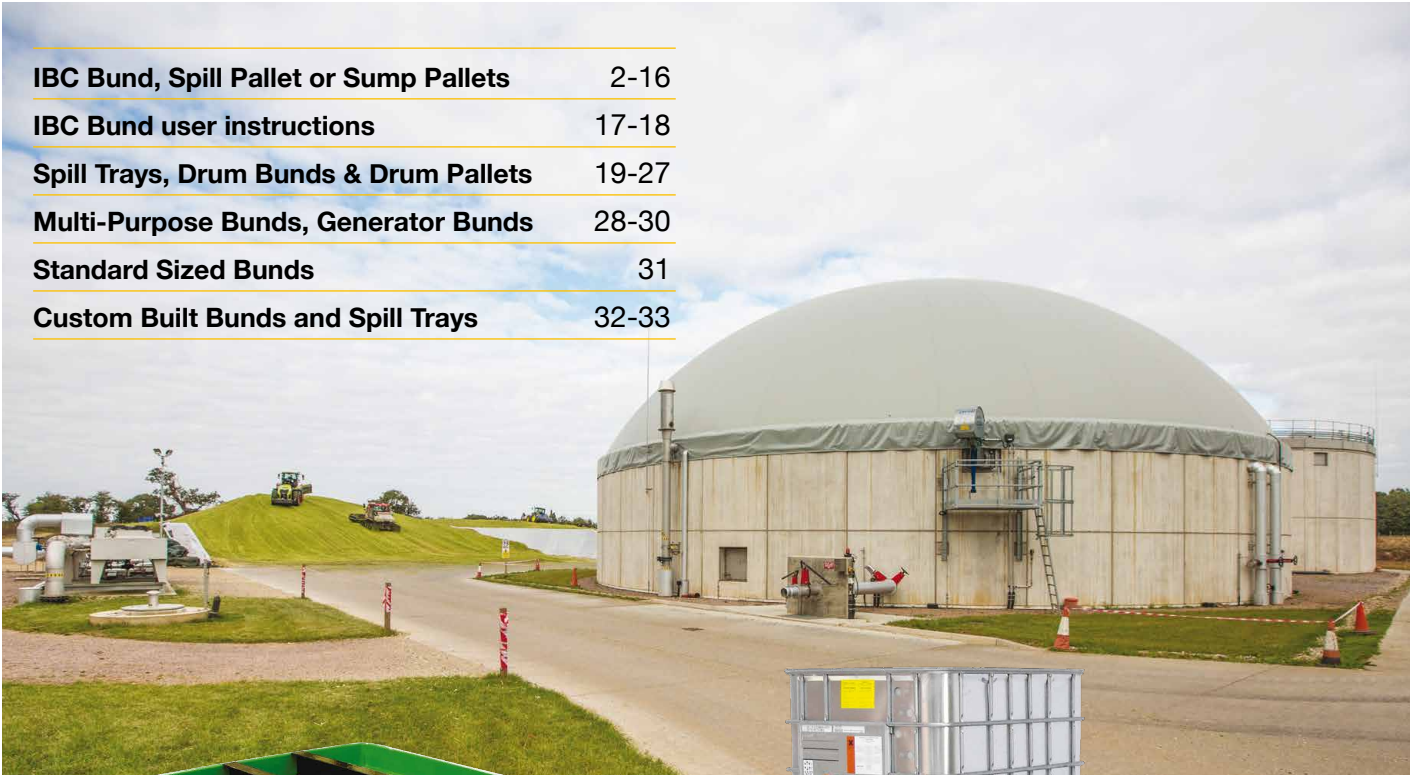 IBC Bund, Spill Pallet or Sump Pallets 2-16
IBC Bund user instructions 17-18
Spill Trays, Drum Bunds & Drum Pallets 19-27
Multi-Purpose Bunds, Generator Bunds 28-30
Standard Sized Bunds 31
Custom Built Bunds and Spill Trays 32-33